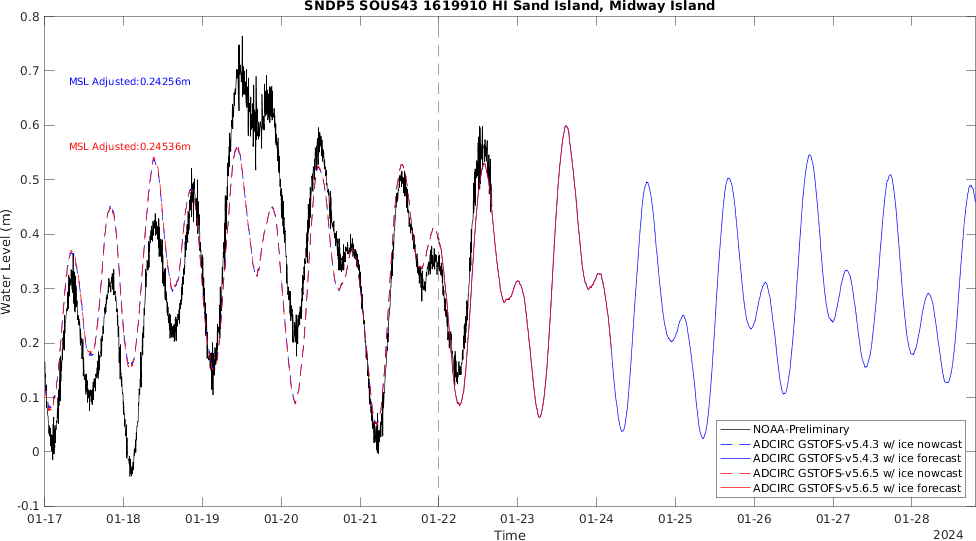 SNDP5 SOUS43 1619910 HI Sand Island, Midway Island
0.8
0.7
0.6
0.5
0.4
0.3
0.2
0.1
0
-0.1
Water Level (m)
MSL Adjusted:0.24256m
MSL Adjusted:0.24536m
NOAA-Preliminary
ADCIRC GSTOFS-v5.4.3 w/ ice nowcast
ADCIRC GSTOFS-v5.4.3 w/ ice forecast
ADCIRC GSTOFS-v5.6.5 w/ ice nowcast
ADCIRC GSTOFS-v5.6.5 w/ ice forecast
01-17 01-18 01-19 01-20 01-21 01-22 01-23 01-24 01-25 01-26 01-27 01-28
Time
2024